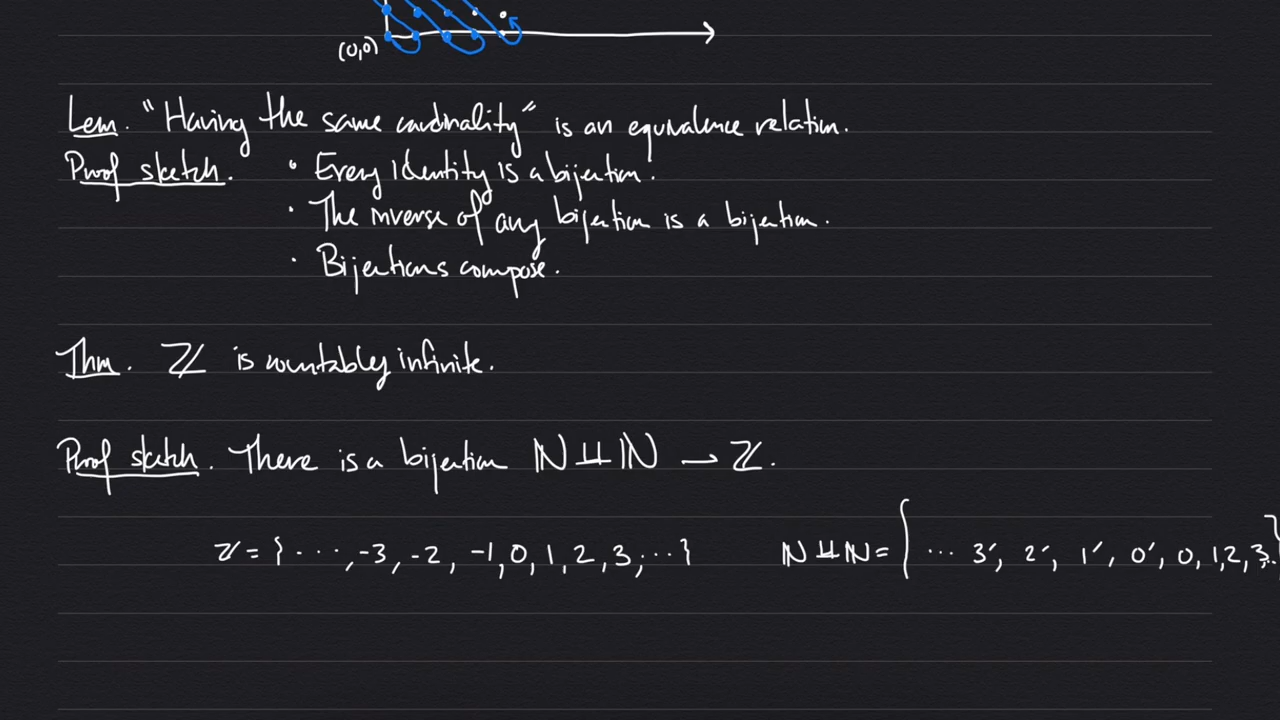 (0,0)
Lem. "Having the same cardinality" is an equivalence relation.
Proof sketch. • Every identity is a bijection.
• The inverse of any bijection is a bijection.
• Bijections compose.
Thm. ℤ is countably infinite.
Proof sketch. There is a bijection ℕ ⨿ ℕ → ℤ.
ℤ = { ..., -3, -2, -1, 0, 1, 2, 3, ... } ℕ ⨿ ℕ = { ... 3′, 2′, 1′, 0′, 0, 1, 2, 3, .. }